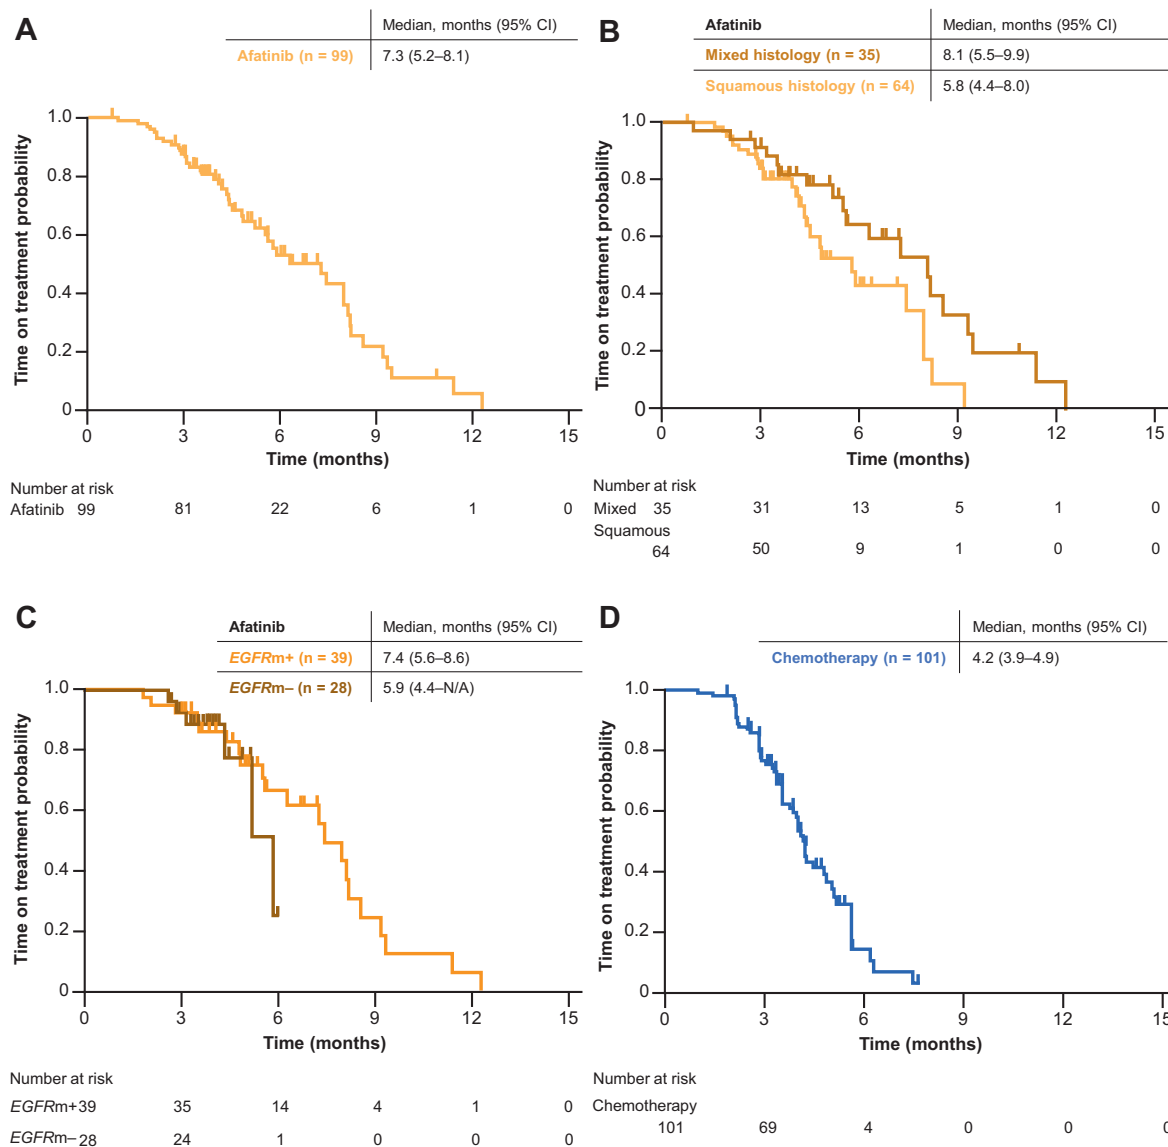 A
Median, months (95% CI)
Afatinib (n = 99) 7.3 (5.2–8.1)
Time on treatment probability
1.0
0.8
0.6
0.4
0.2
0
0 3 6 9 12 15
Time (months)
Number at risk
Afatinib 99 81 22 6 1 0
B
Afatinib Median, months (95% CI)
Mixed histology (n = 35) 8.1 (5.5–9.9)
Squamous histology (n = 64) 5.8 (4.4–8.0)
Time on treatment probability
1.0
0.8
0.6
0.4
0.2
0
0 3 6 9 12 15
Time (months)
Number at risk
Mixed 35 31 13 5 1 0
Squamous
64 50 9 1 0 0
C
Afatinib Median, months (95% CI)
EGFRm+ (n = 39) 7.4 (5.6–8.6)
EGFRm– (n = 28) 5.9 (4.4–N/A)
Time on treatment probability
1.0
0.8
0.6
0.4
0.2
0
0 3 6 9 12 15
Time (months)
Number at risk
EGFRm+ 39 35 14 4 1 0
EGFRm– 28 24 1 0 0 0
D
Median, months (95% CI)
Chemotherapy (n = 101) 4.2 (3.9–4.9)
Time on treatment probability
1.0
0.8
0.6
0.4
0.2
0
0 3 6 9 12 15
Time (months)
Number at risk
Chemotherapy
101 69 4 0 0 0